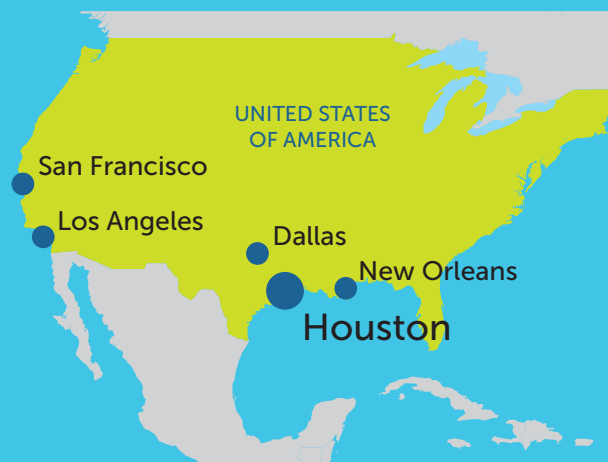 UNITED STATES
OF AMERICA
San Francisco
Los Angeles
Dallas
New Orleans
Houston